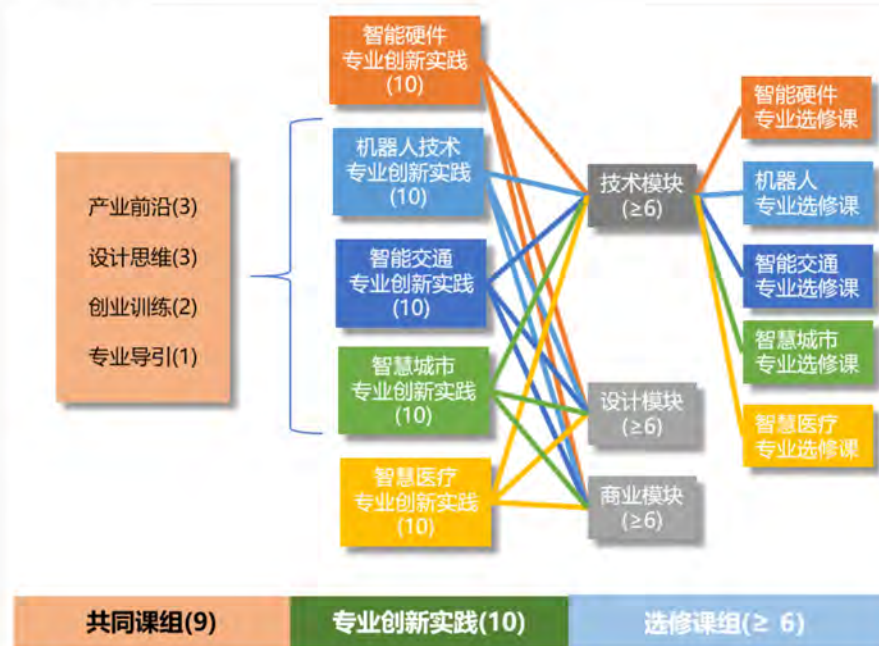 产业前沿(3)
设计思维(3)
创业训练(2)
专业导引(1)
智能硬件
专业创新实践
(10)
机器人技术
专业创新实践
(10)
智能交通
专业创新实践
(10)
智慧城市
专业创新实践
(10)
智慧医疗
专业创新实践
(10)
技术模块
(≥6)
设计模块
(≥6)
商业模块
(≥6)
智能硬件
专业选修课
机器人
专业选修课
智能交通
专业选修课
智慧城市
专业选修课
智慧医疗
专业选修课
共同课组(9)
专业创新实践(10)
选修课组(≥ 6)